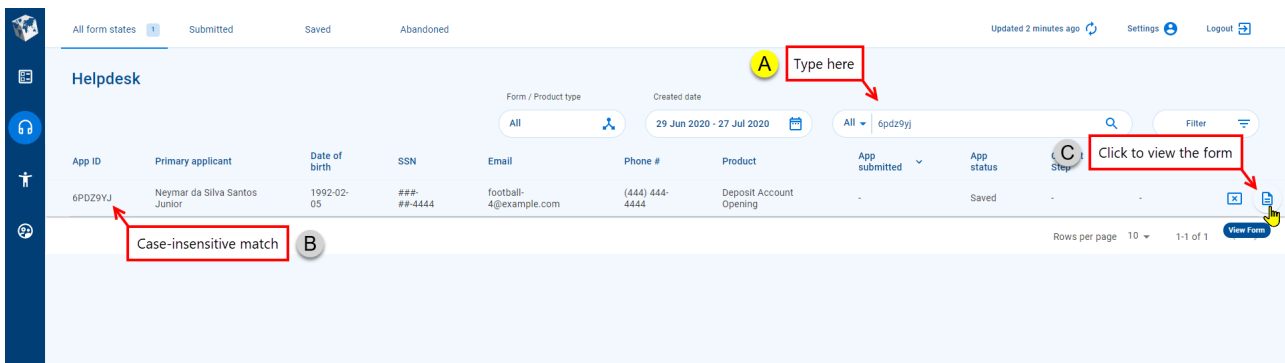 All form states 1 Submitted Saved Abandoned Updated 2 minutes ago Settings Logout
Helpdesk
A Type here
Form / Product type Created date
All 29 Jun 2020 - 27 Jul 2020 All 6pdz9yj Filter
C Click to view the form
App ID Primary applicant Date of birth SSN Email Phone # Product App submitted App status Step
6PDZ9YJ Neymar da Silva Santos Junior 1992-02-05 ###-##-4444 football-4@example.com (444) 444-4444 Deposit Account Opening - Saved - -
Case-insensitive match B
View Form
Rows per page 10 1-1 of 1